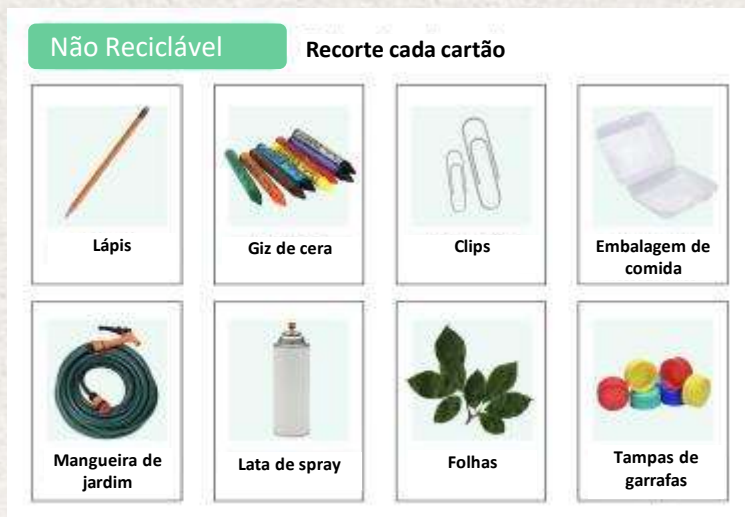 Não Reciclável
Recorte cada cartão
Lápis
Giz de cera
Clips
Embalagem de
comida
Mangueira de
jardim
Lata de spray
Folhas
Tampas de
garrafas